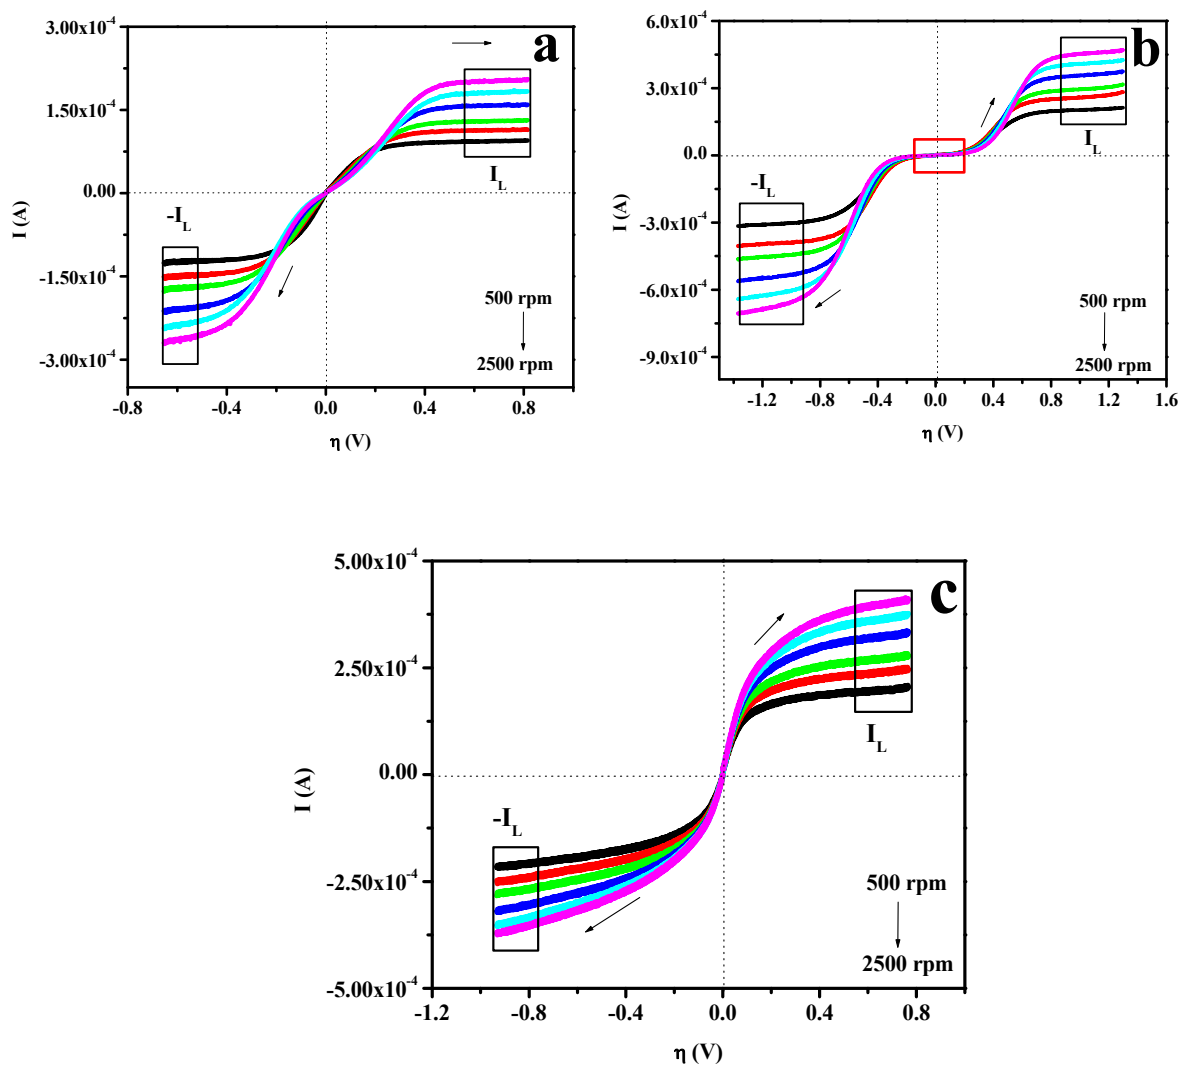 a
3.00x10⁻⁴
1.50x10⁻⁴
0.00
-1.50x10⁻⁴
-3.00x10⁻⁴
I (A)
I_L
-I_L
500 rpm
2500 rpm
-0.8 -0.4 0.0 0.4 0.8
η (V)
b
6.0x10⁻⁴
3.0x10⁻⁴
0.0
-3.0x10⁻⁴
-6.0x10⁻⁴
-9.0x10⁻⁴
I (A)
I_L
-I_L
500 rpm
2500 rpm
-1.2 -0.8 -0.4 0.0 0.4 0.8 1.2 1.6
η (V)
c
5.00x10⁻⁴
2.50x10⁻⁴
0.00
-2.50x10⁻⁴
-5.00x10⁻⁴
I (A)
I_L
-I_L
500 rpm
2500 rpm
-1.2 -0.8 -0.4 0.0 0.4 0.8
η (V)